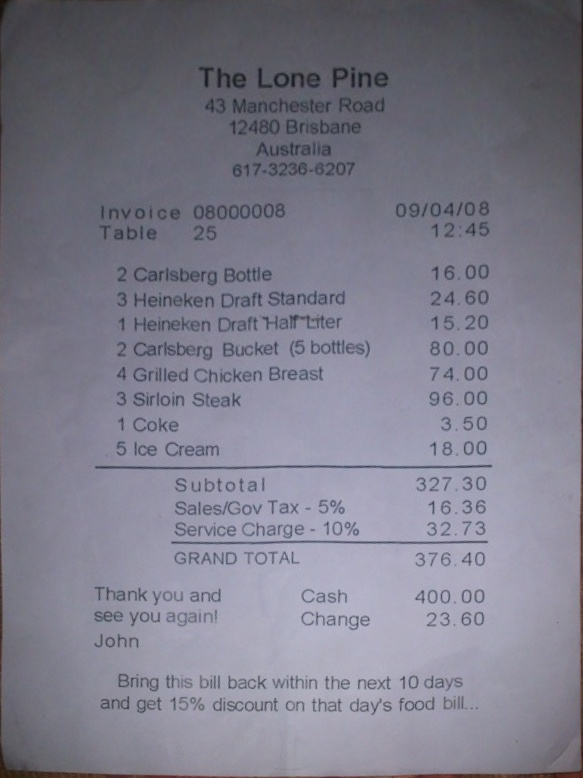 The Lone Pine
43 Manchester Road
12480 Brisbane
Australia
617-3236-6207
Invoice 08000008 09/04/08
Table 25 12:45
2 Carlsberg Bottle 16.00
3 Heineken Draft Standard 24.60
1 Heineken Draft Half Liter 15.20
2 Carlsberg Bucket (5 bottles) 80.00
4 Grilled Chicken Breast 74.00
3 Sirloin Steak 96.00
1 Coke 3.50
5 Ice Cream 18.00
Subtotal 327.30
Sales/Gov Tax - 5% 16.36
Service Charge - 10% 32.73
GRAND TOTAL 376.40
Thank you and Cash 400.00
see you again! Change 23.60
John
Bring this bill back within the next 10 days
and get 15% discount on that day's food bill...